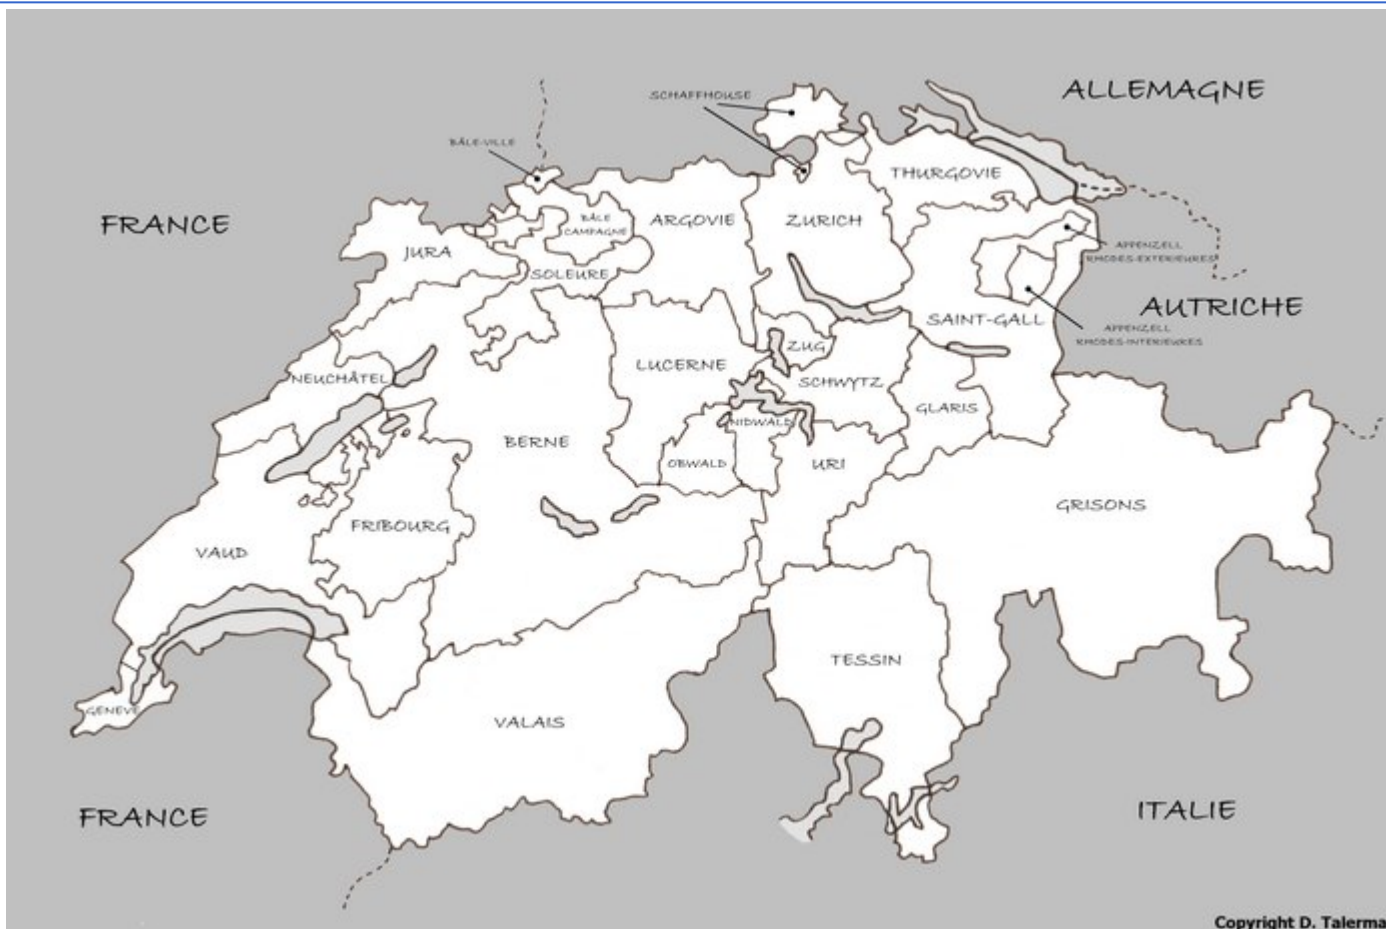 ALLEMAGNE
SCHAFFHOUSE
BÂLE-VILLE
THURGOVIE
FRANCE
BÂLE
CAMPAGNE
ARGOVIE
ZURICH
JURA
APPENZELL
RHODES-EXTERIEURES
SOLEURE
AUTRICHE
SAINT-GALL
APPENZELL
RHODES-INTERIEURES
ZUG
LUCERNE
NEUCHÂTEL
SCHWYTZ
GLARIS
NIDWALD
BERNE
OBWALD
URI
GRISONS
FRIBOURG
VAUD
TESSIN
GENEVE
VALAIS
FRANCE
ITALIE
Copyright D. Talerma